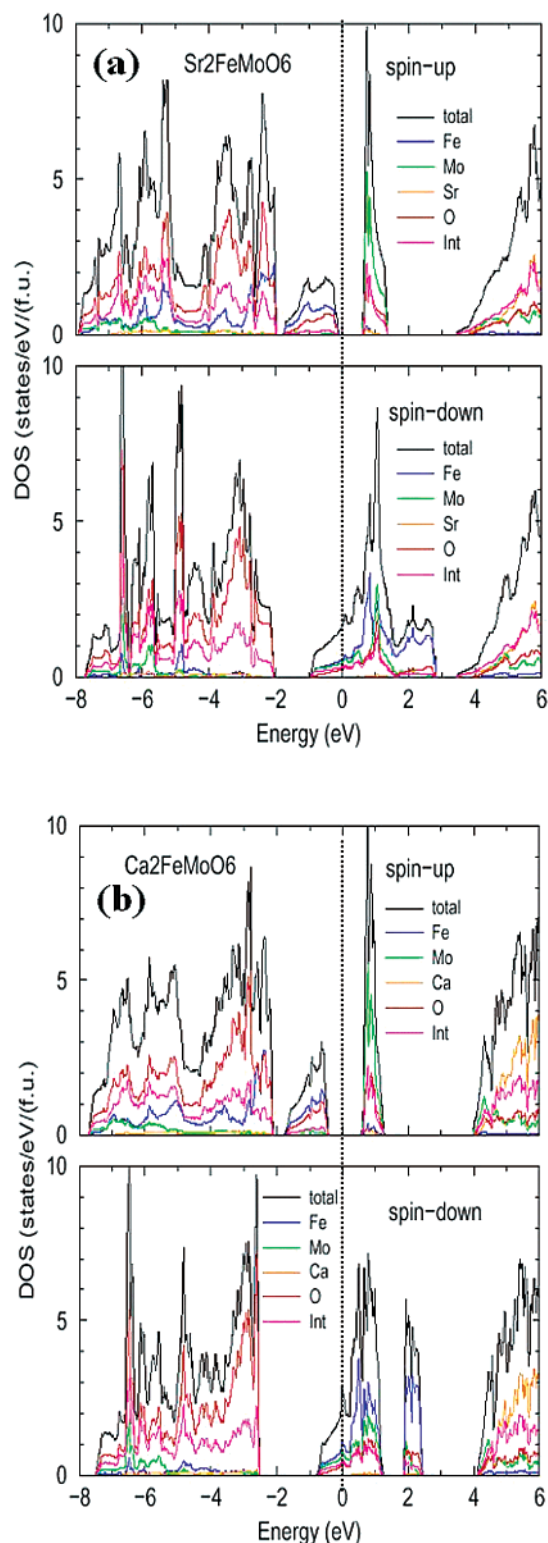 10
(a)
Sr2FeMoO6
spin-up
total
Fe
Mo
Sr
O
Int
5
0
10
spin-down
total
Fe
Mo
Sr
O
Int
5
0
DOS (states/eV/(f.u.)
−8 −6 −4 −2 0 2 4 6
Energy (eV)
10
Ca2FeMoO6
(b)
spin-up
total
Fe
Mo
Ca
O
Int
5
0
10
total
Fe
Mo
Ca
O
Int
spin-down
5
0
DOS (states/eV/(f.u.)
−8 −6 −4 −2 0 2 4 6
Energy (eV)